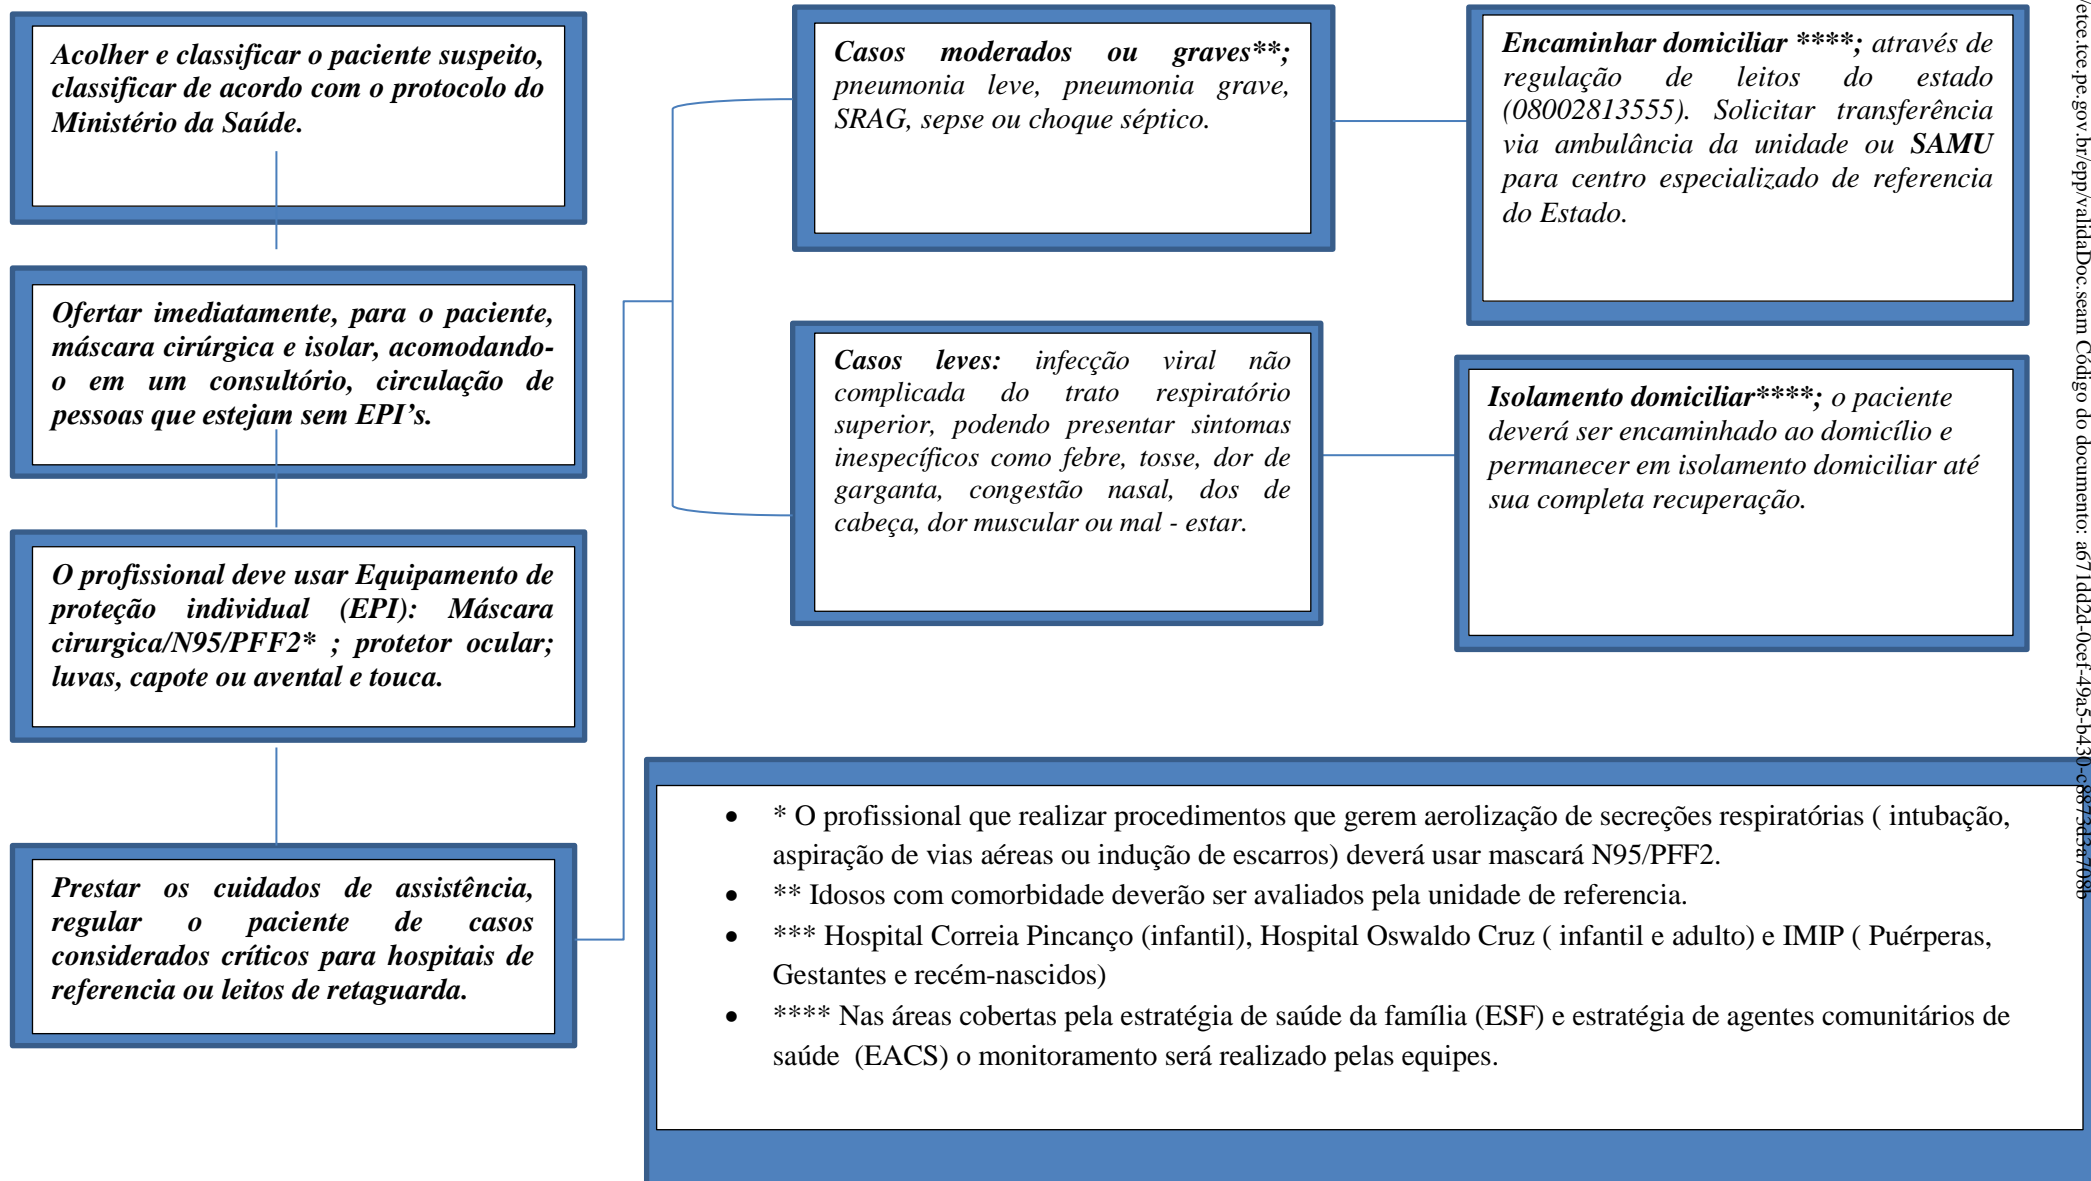 Acolher e classificar o paciente suspeito,
classificar de acordo com o protocolo do
Ministério da Saúde.
Ofertar imediatamente, para o paciente,
máscara cirúrgica e isolar, acomodando-
o em um consultório, circulação de
pessoas que estejam sem EPI’s.
O profissional deve usar Equipamento de
proteção individual (EPI): Máscara
cirurgica/N95/PFF2* ; protetor ocular;
luvas, capote ou avental e touca.
Prestar os cuidados de assistência,
regular o paciente de casos
considerados críticos para hospitais de
referencia ou leitos de retaguarda.
Casos moderados ou graves**;
pneumonia leve, pneumonia grave,
SRAG, sepse ou choque séptico.
Encaminhar domiciliar ****; através de
regulação de leitos do estado
(08002813555). Solicitar transferência
via ambulância da unidade ou SAMU
para centro especializado de referencia
do Estado.
Casos leves: infecção viral não
complicada do trato respiratório
superior, podendo presentar sintomas
inespecíficos como febre, tosse, dor de
garganta, congestão nasal, dos de
cabeça, dor muscular ou mal - estar.
Isolamento domiciliar****; o paciente
deverá ser encaminhado ao domicílio e
permanecer em isolamento domiciliar até
sua completa recuperação.
• * O profissional que realizar procedimentos que gerem aerolização de secreções respiratórias ( intubação,
aspiração de vias aéreas ou indução de escarros) deverá usar mascará N95/PFF2.
• ** Idosos com comorbidade deverão ser avaliados pela unidade de referencia.
• *** Hospital Correia Pincanço (infantil), Hospital Oswaldo Cruz ( infantil e adulto) e IMIP ( Puérperas,
Gestantes e recém-nascidos)
• **** Nas áreas cobertas pela estratégia de saúde da família (ESF) e estratégia de agentes comunitários de
saúde (EACS) o monitoramento será realizado pelas equipes.
/etce.tce.pe.gov.br/epp/validaDoc.seam Código do documento: a671dd2d-0cef-49a5-b430-c8873d3a708b